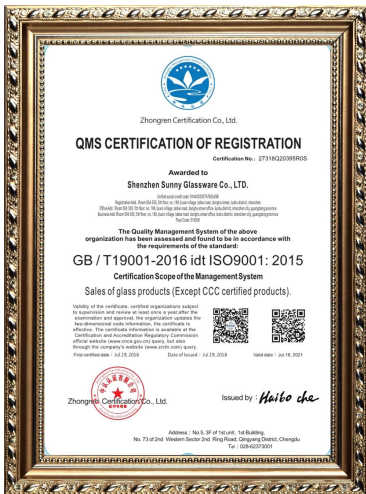 Zhongren Certification Co., Ltd.
QMS CERTIFICATION OF REGISTRATION
Certification No.: 27318Q20395R0S
Awarded to
Shenzhen Sunny Glassware Co., LTD.
The Quality Management System of the above
organization has been assessed and found to be in accordance with
the requirements of the standard:
GB / T19001-2016 idt ISO9001: 2015
Certification Scope of the Management System
Sales of glass products (Except CCC certified products).
Validity of the certificate, certified organizations subject
to supervision and review at least once a year, after the
examination and approval, the organization updates the
two-dimensional code information, the certificate is
effective. The certificate information is available at the
Certification and Accreditation Regulatory Commission
official website (www.cnca.gov.cn) query, but also
through the company's website (www.zrcfrx.com) query.
First certified date : Jul.19, 2018
Date of Issued : Jul.19, 2018
Valid date : Jul 18, 2021
Zhongren Certification Co., Ltd.
Issued by : Haibo che
Address : No.5, 3F of 1st unit , 1st Building.
No. 73 of 2nd Western Sector 2nd Ring Road, Qingyang District, Chengdu
Tel : 028-62373001